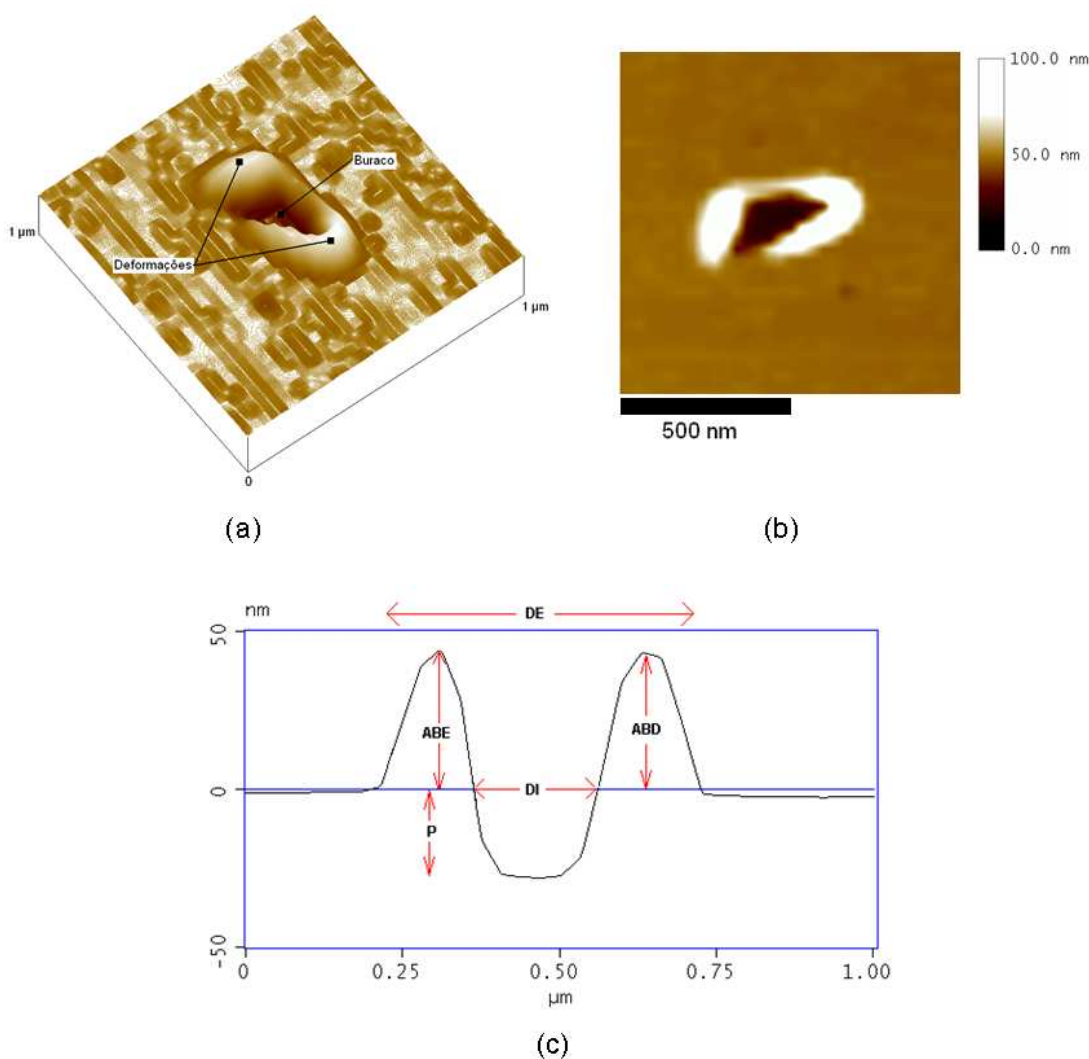 Buraco
1 µm
Deformações
1 µm
0
(a)
100.0 nm
50.0 nm
0.0 nm
500 nm
(b)
nm
DE
50
ABE
ABD
0
DI
P
-50
0
0.25
0.50
0.75
1.00
µm
(c)